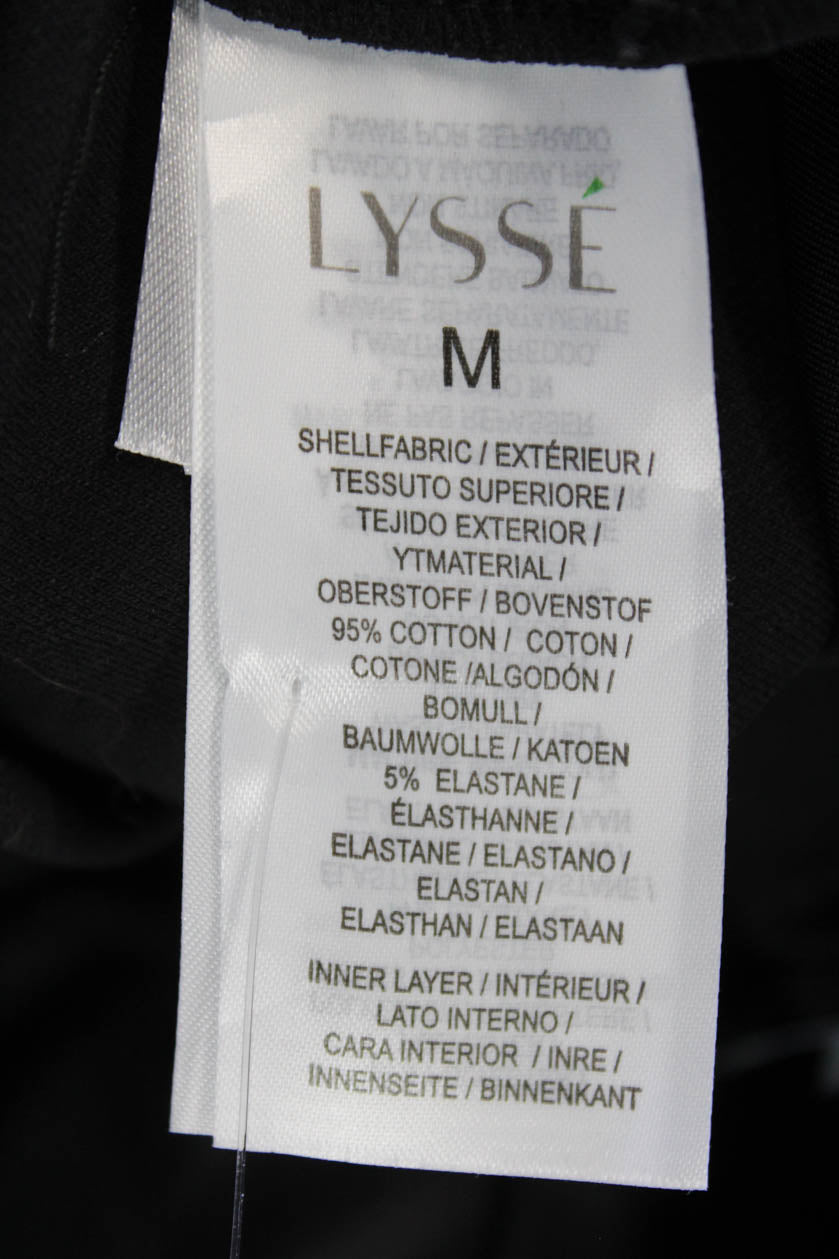 LYSSÉ
M
SHELLFABRIC / EXTÉRIEUR /
TESSUTO SUPERIORE /
TEJIDO EXTERIOR /
YTMATERIAL /
OBERSTOFF / BOVENSTOF
95% COTTON / COTON /
COTONE /ALGODÓN /
BOMULL /
BAUMWOLLE / KATOEN
5% ELASTANE /
ÉLASTHANNE /
ELASTANE / ELASTANO /
ELASTAN /
ELASTHAN / ELASTAAN
INNER LAYER / INTÉRIEUR /
LATO INTERNO /
CARA INTERIOR / INRE /
INNENSEITE / BINNENKANT